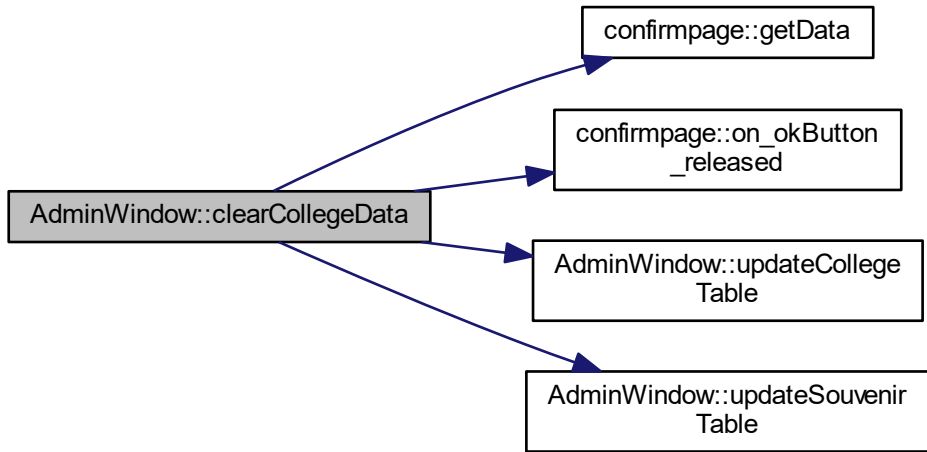 confirmpage::getData
confirmpage::on_okButton
_released
AdminWindow::clearCollegeData
AdminWindow::updateCollege
Table
AdminWindow::updateSouvenir
Table